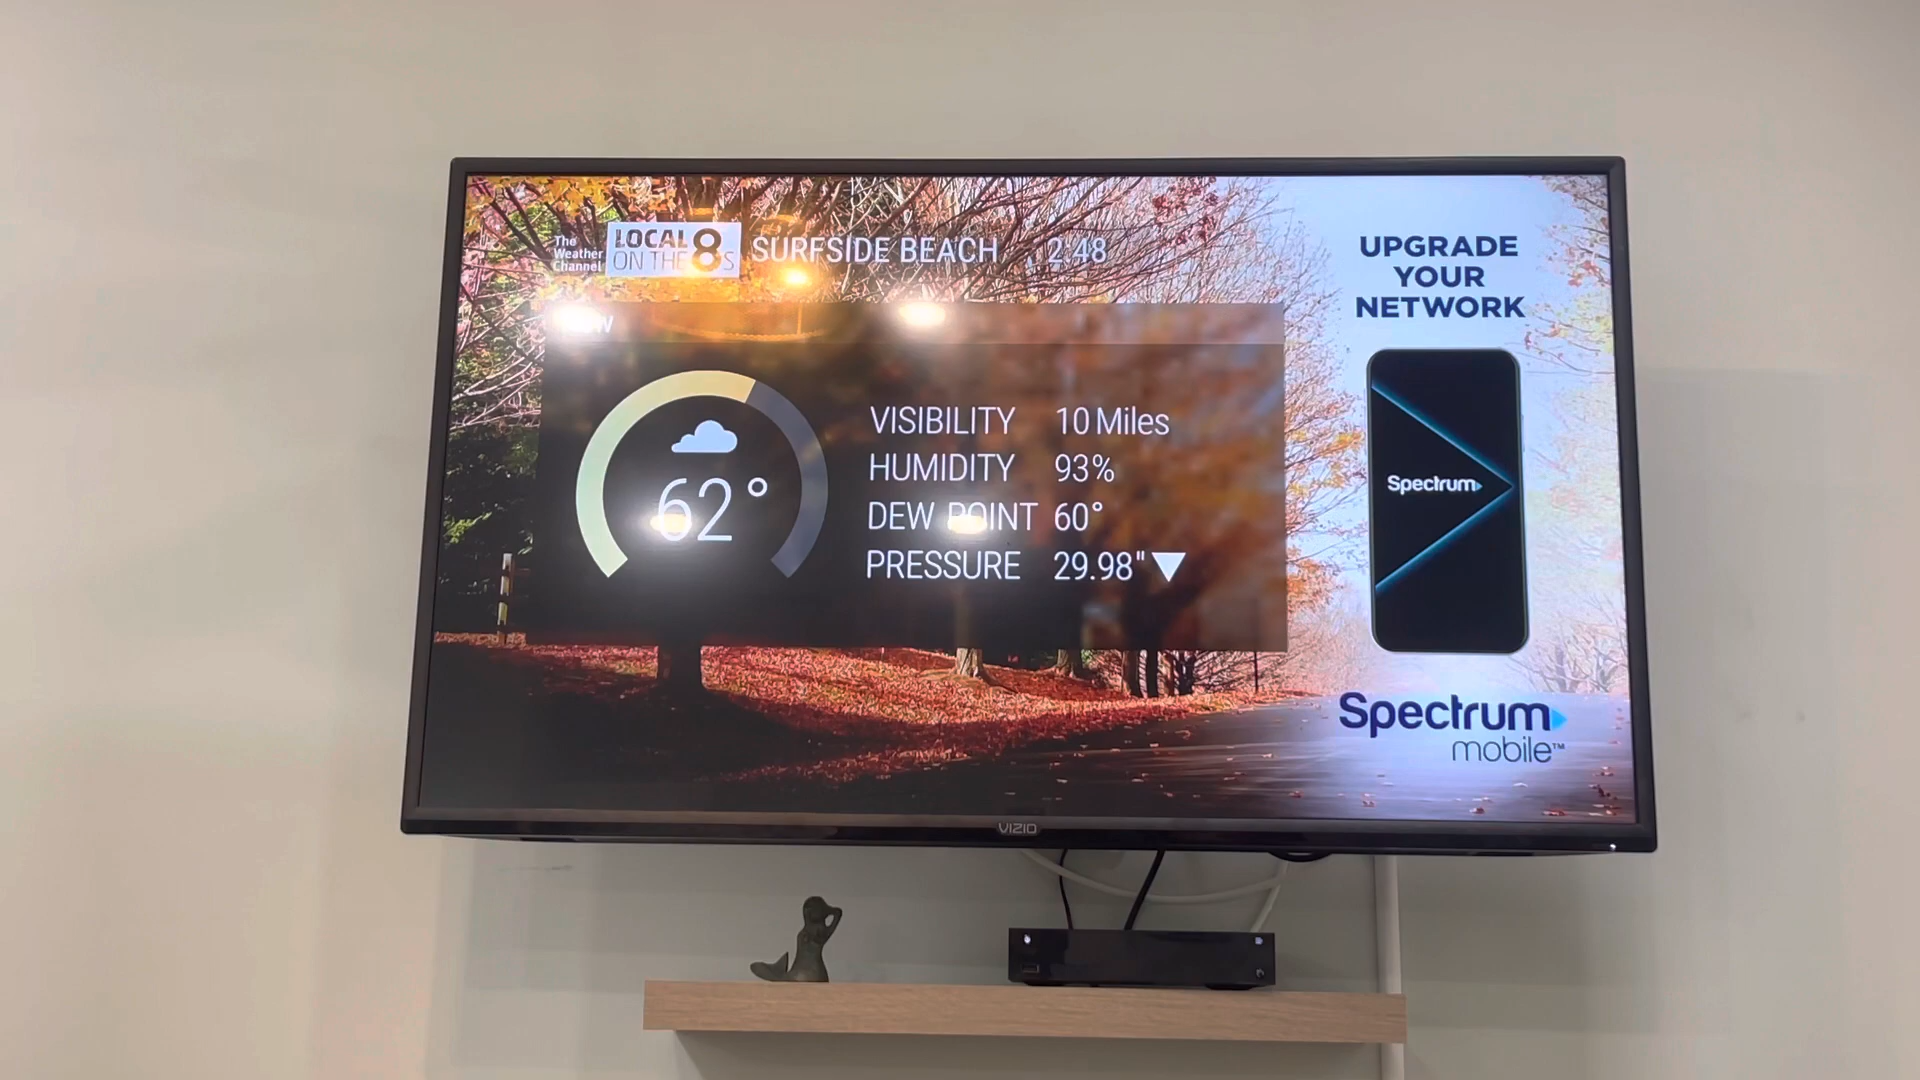 The
Weather
Channel
LOCAL
ON THE 8s
SURFSIDE BEACH
2:48
VISIBILITY 10 Miles
HUMIDITY 93%
DEW POINT 60°
PRESSURE 29.98"
62°
UPGRADE
YOUR
NETWORK
Spectrum
Spectrum
mobile™
VIZIO